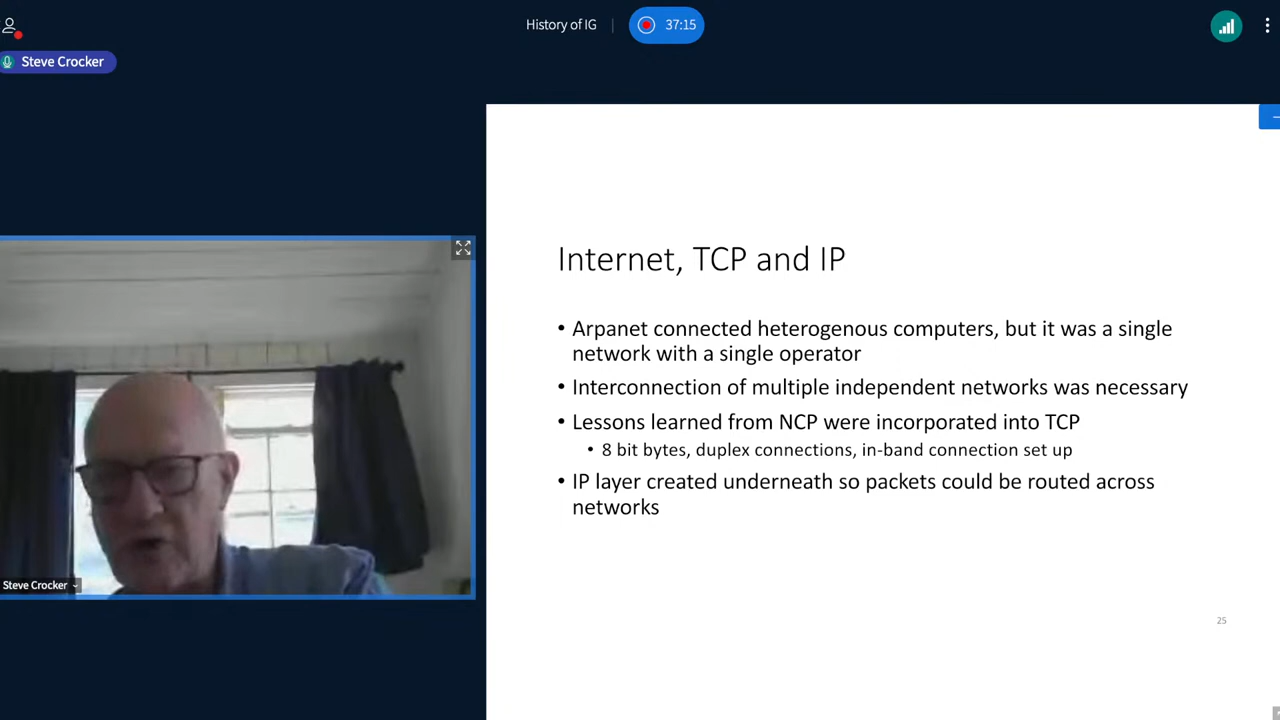 History of IG
37:15
Steve Crocker
Internet, TCP and IP
• Arpanet connected heterogenous computers, but it was a single
network with a single operator
• Interconnection of multiple independent networks was necessary
• Lessons learned from NCP were incorporated into TCP
• 8 bit bytes, duplex connections, in-band connection set up
• IP layer created underneath so packets could be routed across
networks
Steve Crocker
25